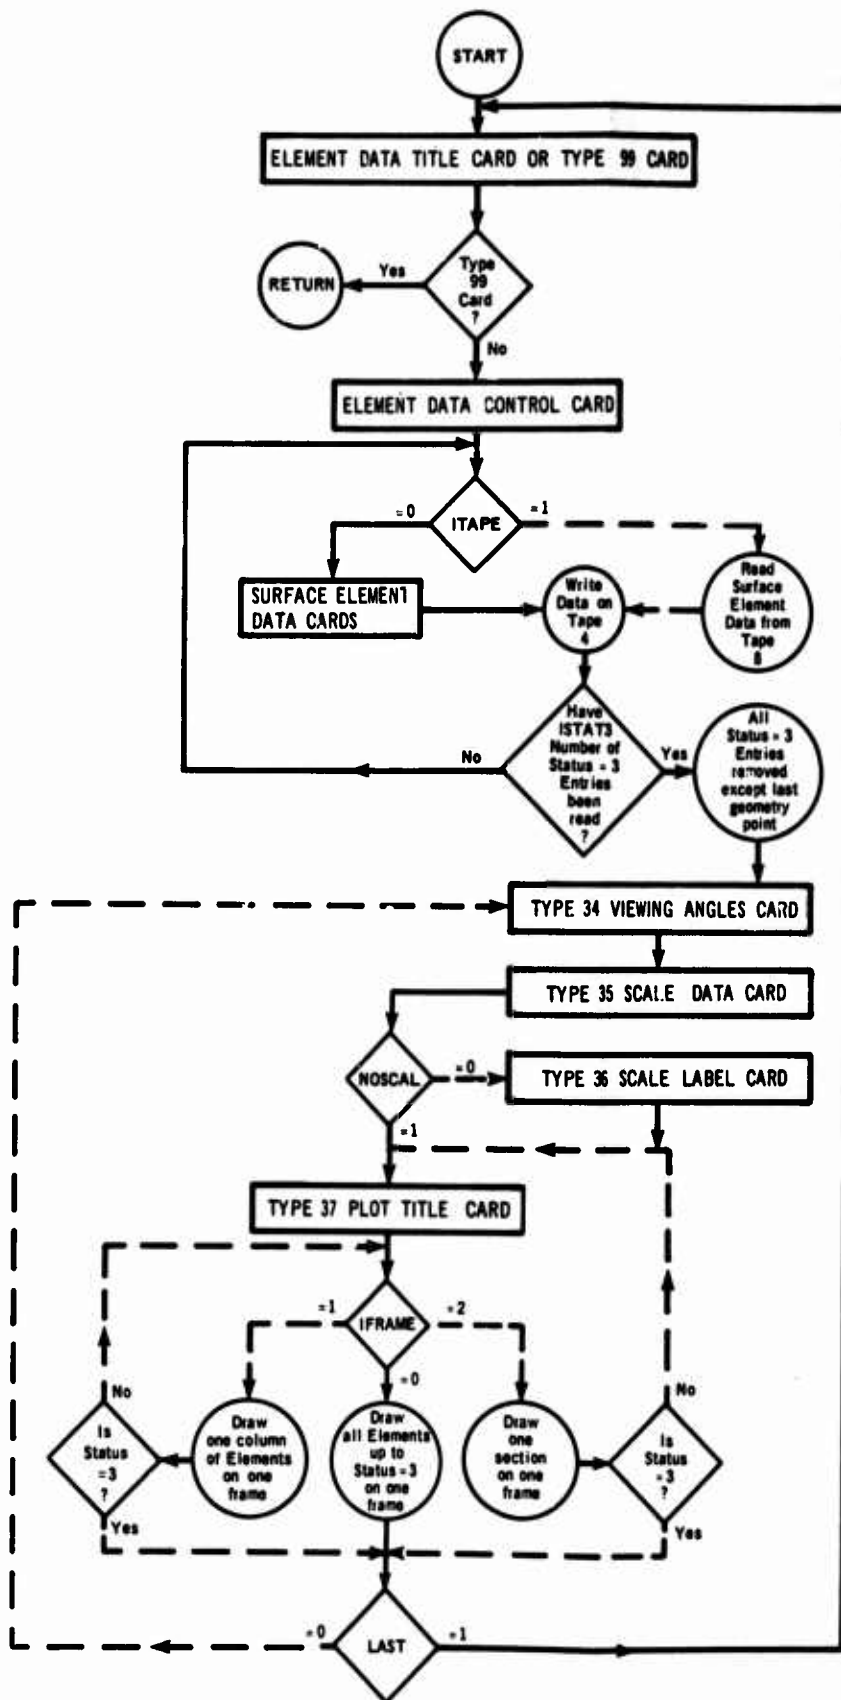 START
ELEMENT DATA TITLE CARD OR TYPE 99 CARD
Type
99
Card
?
Yes
RETURN
No
ELEMENT DATA CONTROL CARD
ITAPE
=0
=1
SURFACE ELEMENT
DATA CARDS
Write
Data on
Tape
4
Read
Surface
Element
Data from
Tape
8
Have
ISTAT3
Number of
Status = 3
Entries
been
read
?
No
Yes
All
Status = 3
Entries
removed
except last
geometry
point
TYPE 34 VIEWING ANGLES CARD
TYPE 35 SCALE DATA CARD
NOSCAL
=0
TYPE 36 SCALE LABEL CARD
=1
TYPE 37 PLOT TITLE CARD
IFRAME
=1
=2
=0
No
Is
Status
=3
?
Yes
Draw
one column
of Elements
on one
frame
Draw
all Elements
up to
Status = 3
on one
frame
Draw
one
section
on one
frame
No
Is
Status
=3
?
Yes
=0
LAST
=1